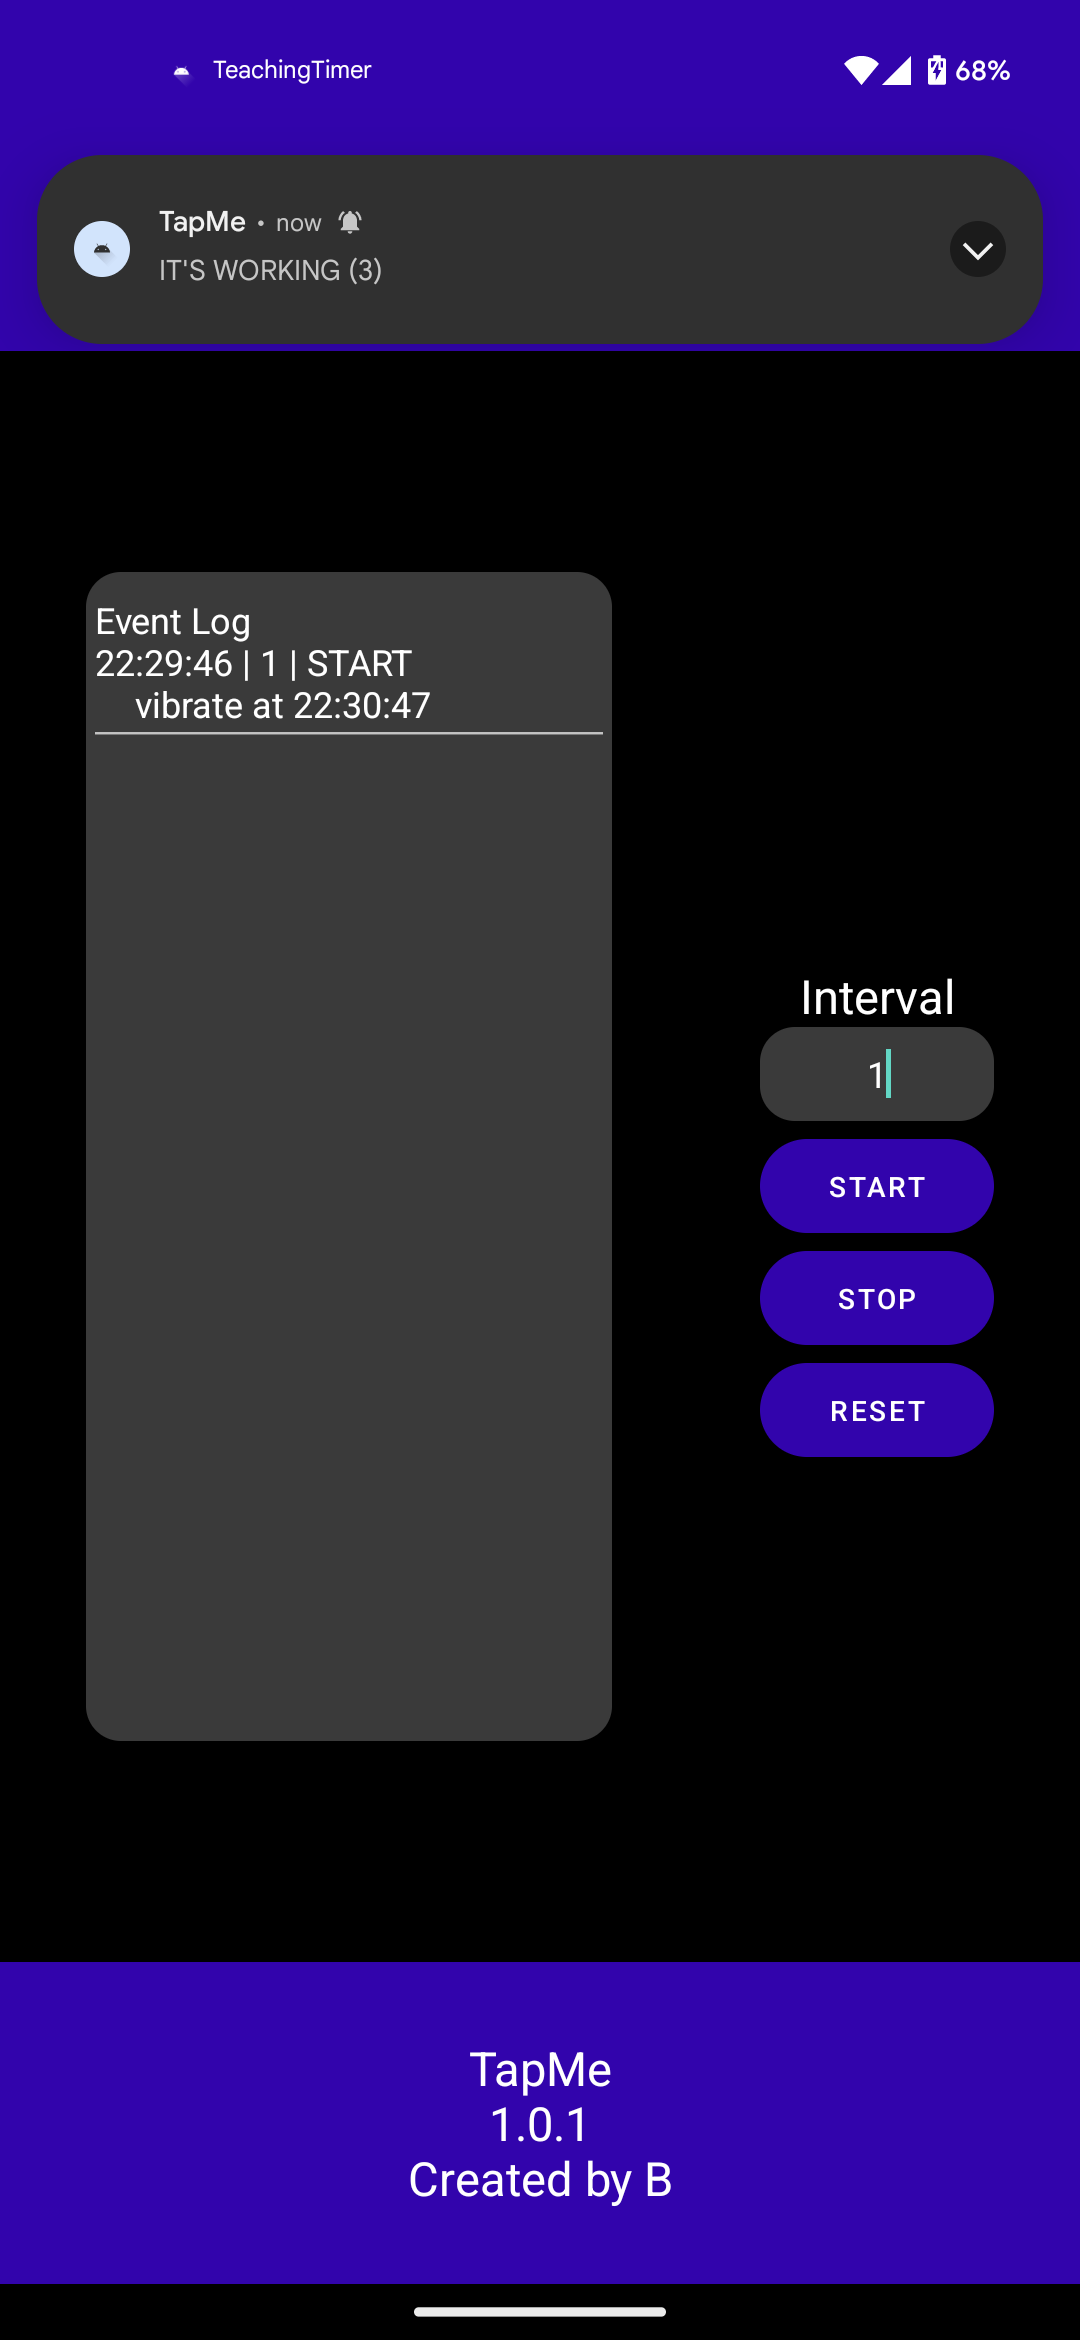 TeachingTimer
68%
TapMe • now
IT'S WORKING (3)
Event Log
22:29:46 | 1 | START
vibrate at 22:30:47
Interval
1
START
STOP
RESET
TapMe
1.0.1
Created by B